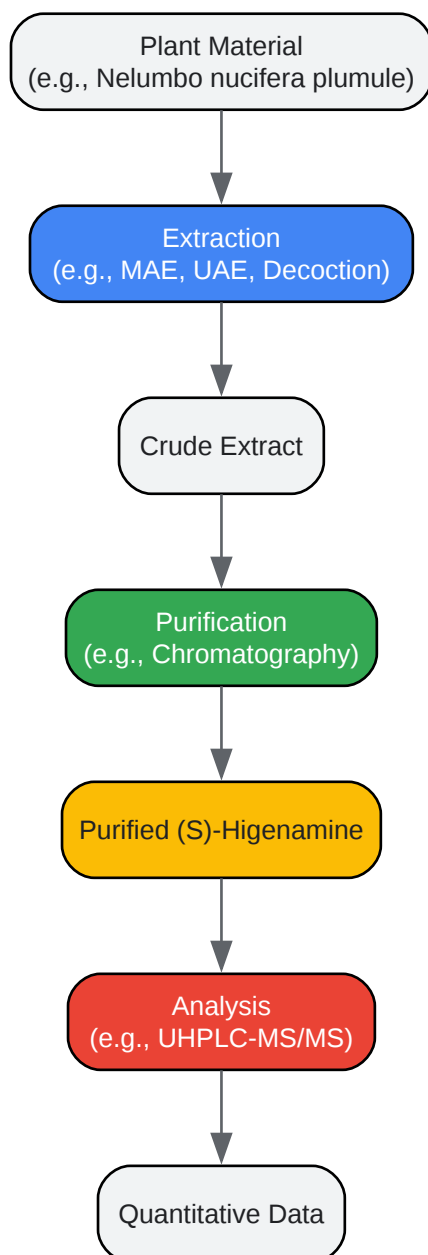 Plant Material
(e.g., Nelumbo nucifera plumule)
Extraction
(e.g., MAE, UAE, Decoction)
Crude Extract
Purification
(e.g., Chromatography)
Purified (S)-Higenamine
Analysis
(e.g., UHPLC-MS/MS)
Quantitative Data